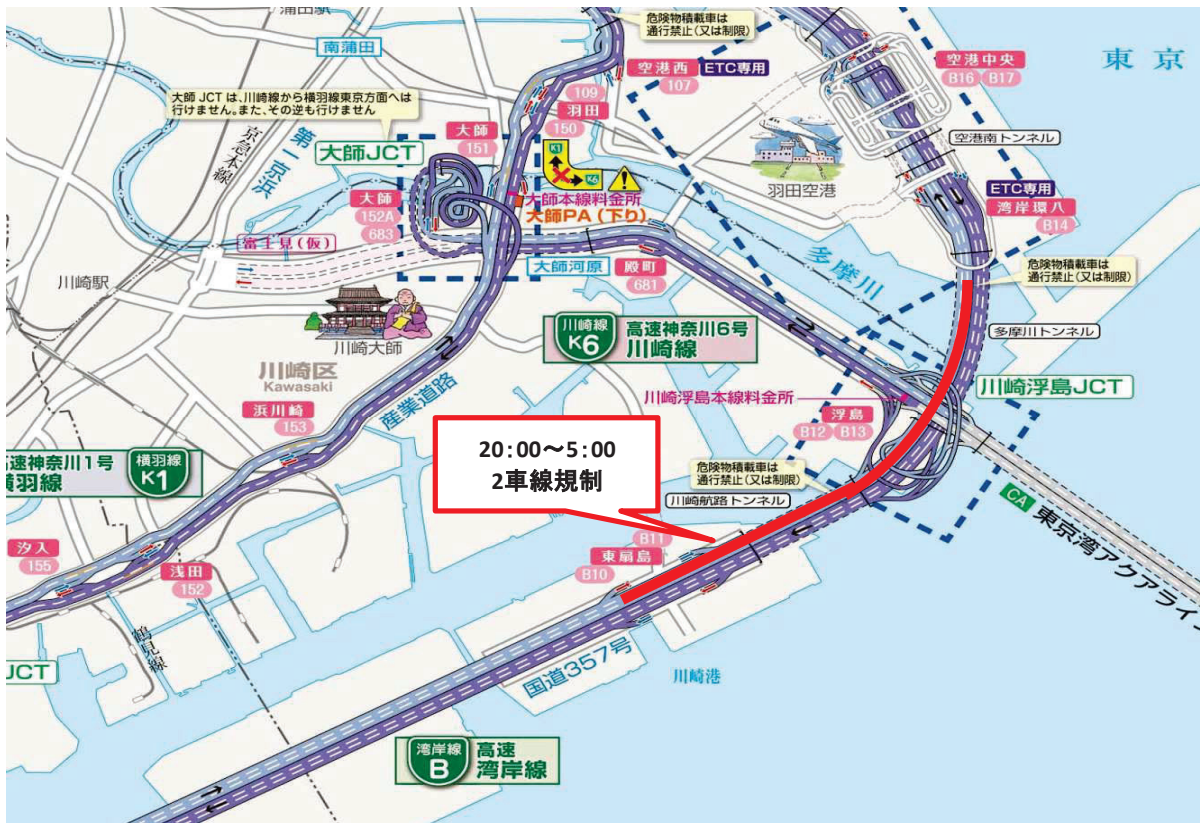 蒲田駅
南蒲田
危険物積載車は
通行禁止(又は制限)
空港西
107
ETC専用
空港中央
B16 B17
東京
109
羽田
150
大師JCTは、川崎線から横羽線東京方面へは
行けません。また、その逆も行けません
京急本線
第一京浜
大師JCT
大師
151
K1
K6
大師本線料金所
大師PA(下り)
羽田空港
空港南トンネル
ETC専用
湾岸環八
B14
大師
152A
683
富士見(仮)
川崎駅
大師河原
殿町
681
多摩川
危険物積載車は
通行禁止(又は制限)
多摩川トンネル
川崎大師
川崎線
K6
高速神奈川6号
川崎線
川崎区
Kawasaki
産業道路
川崎浮島本線料金所
川崎浮島JCT
浜川崎
153
浮島
B12 B13
20:00~5:00
2車線規制
高速神奈川1号
横羽線
横羽線
K1
危険物積載車は
通行禁止(又は制限)
川崎航路トンネル
CA
東京湾アクアライン
汐入
155
浅田
152
B11
東扇島
B10
鶴見線
JCT
国道357号
川崎港
湾岸線
B
高速
湾岸線